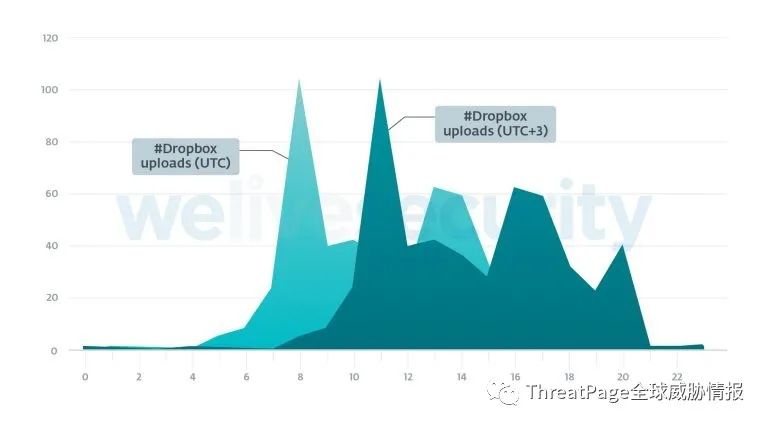 120
100
80
60
40
20
0
#Dropbox
uploads (UTC)
#Dropbox
uploads (UTC+3)
welivesecurity
0 2 4 6 8 10 12 14 16 18 20 22
ThreatPage全球威胁情报